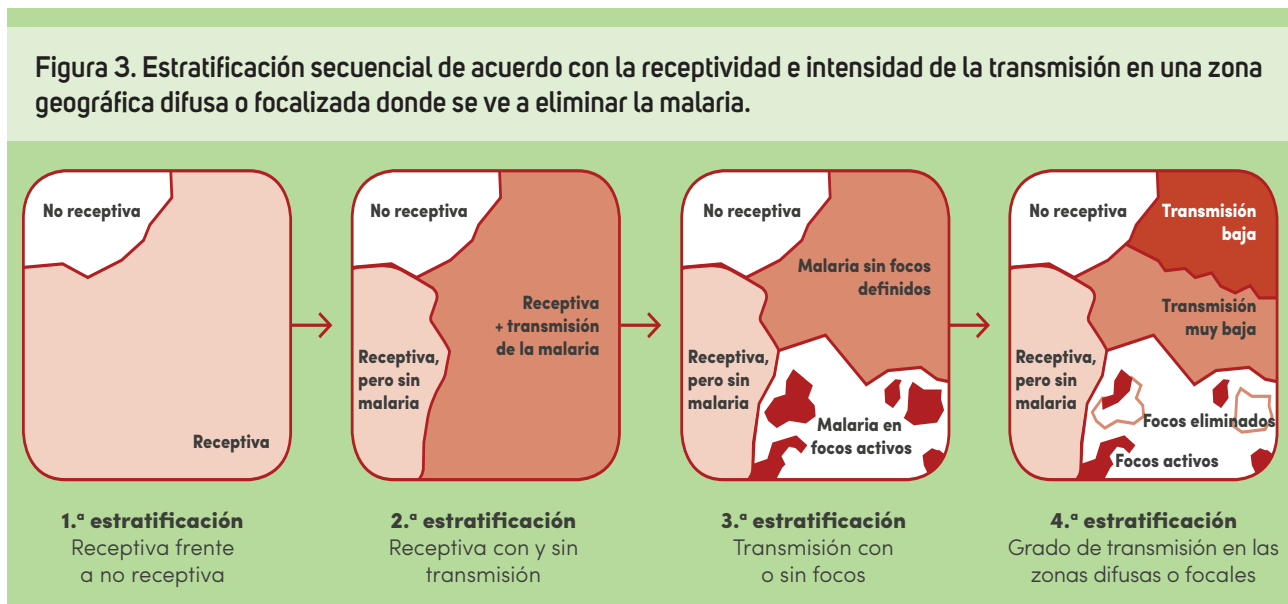 Figura 3. Estratificación secuencial de acuerdo con la receptividad e intensidad de la transmisión en una zona
geográfica difusa o focalizada donde se ve a eliminar la malaria.
No receptiva
Receptiva
1.ª estratificación
Receptiva frente
a no receptiva
No receptiva
Receptiva
+ transmisión
de la malaria
Receptiva,
pero sin
malaria
2.ª estratificación
Receptiva con y sin
transmisión
No receptiva
Malaria sin focos
definidos
Receptiva,
pero sin
malaria
Malaria en
focos activos
3.ª estratificación
Transmisión con
o sin focos
No receptiva
Transmisión
baja
Transmisión
muy baja
Receptiva,
pero sin
malaria
Focos eliminados
Focos activos
4.ª estratificación
Grado de transmisión en las
zonas difusas o focales